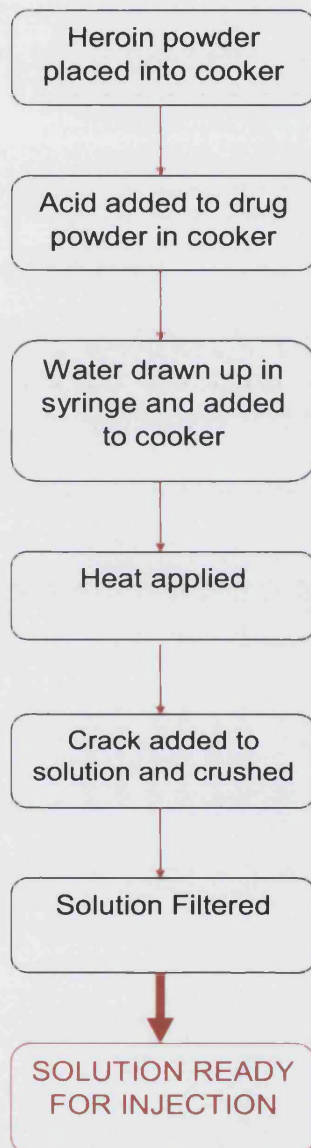 Heroin powder
placed into cooker
Acid added to drug
powder in cooker
Water drawn up in
syringe and added
to cooker
Heat applied
Crack added to
solution and crushed
Solution Filtered
SOLUTION READY
FOR INJECTION